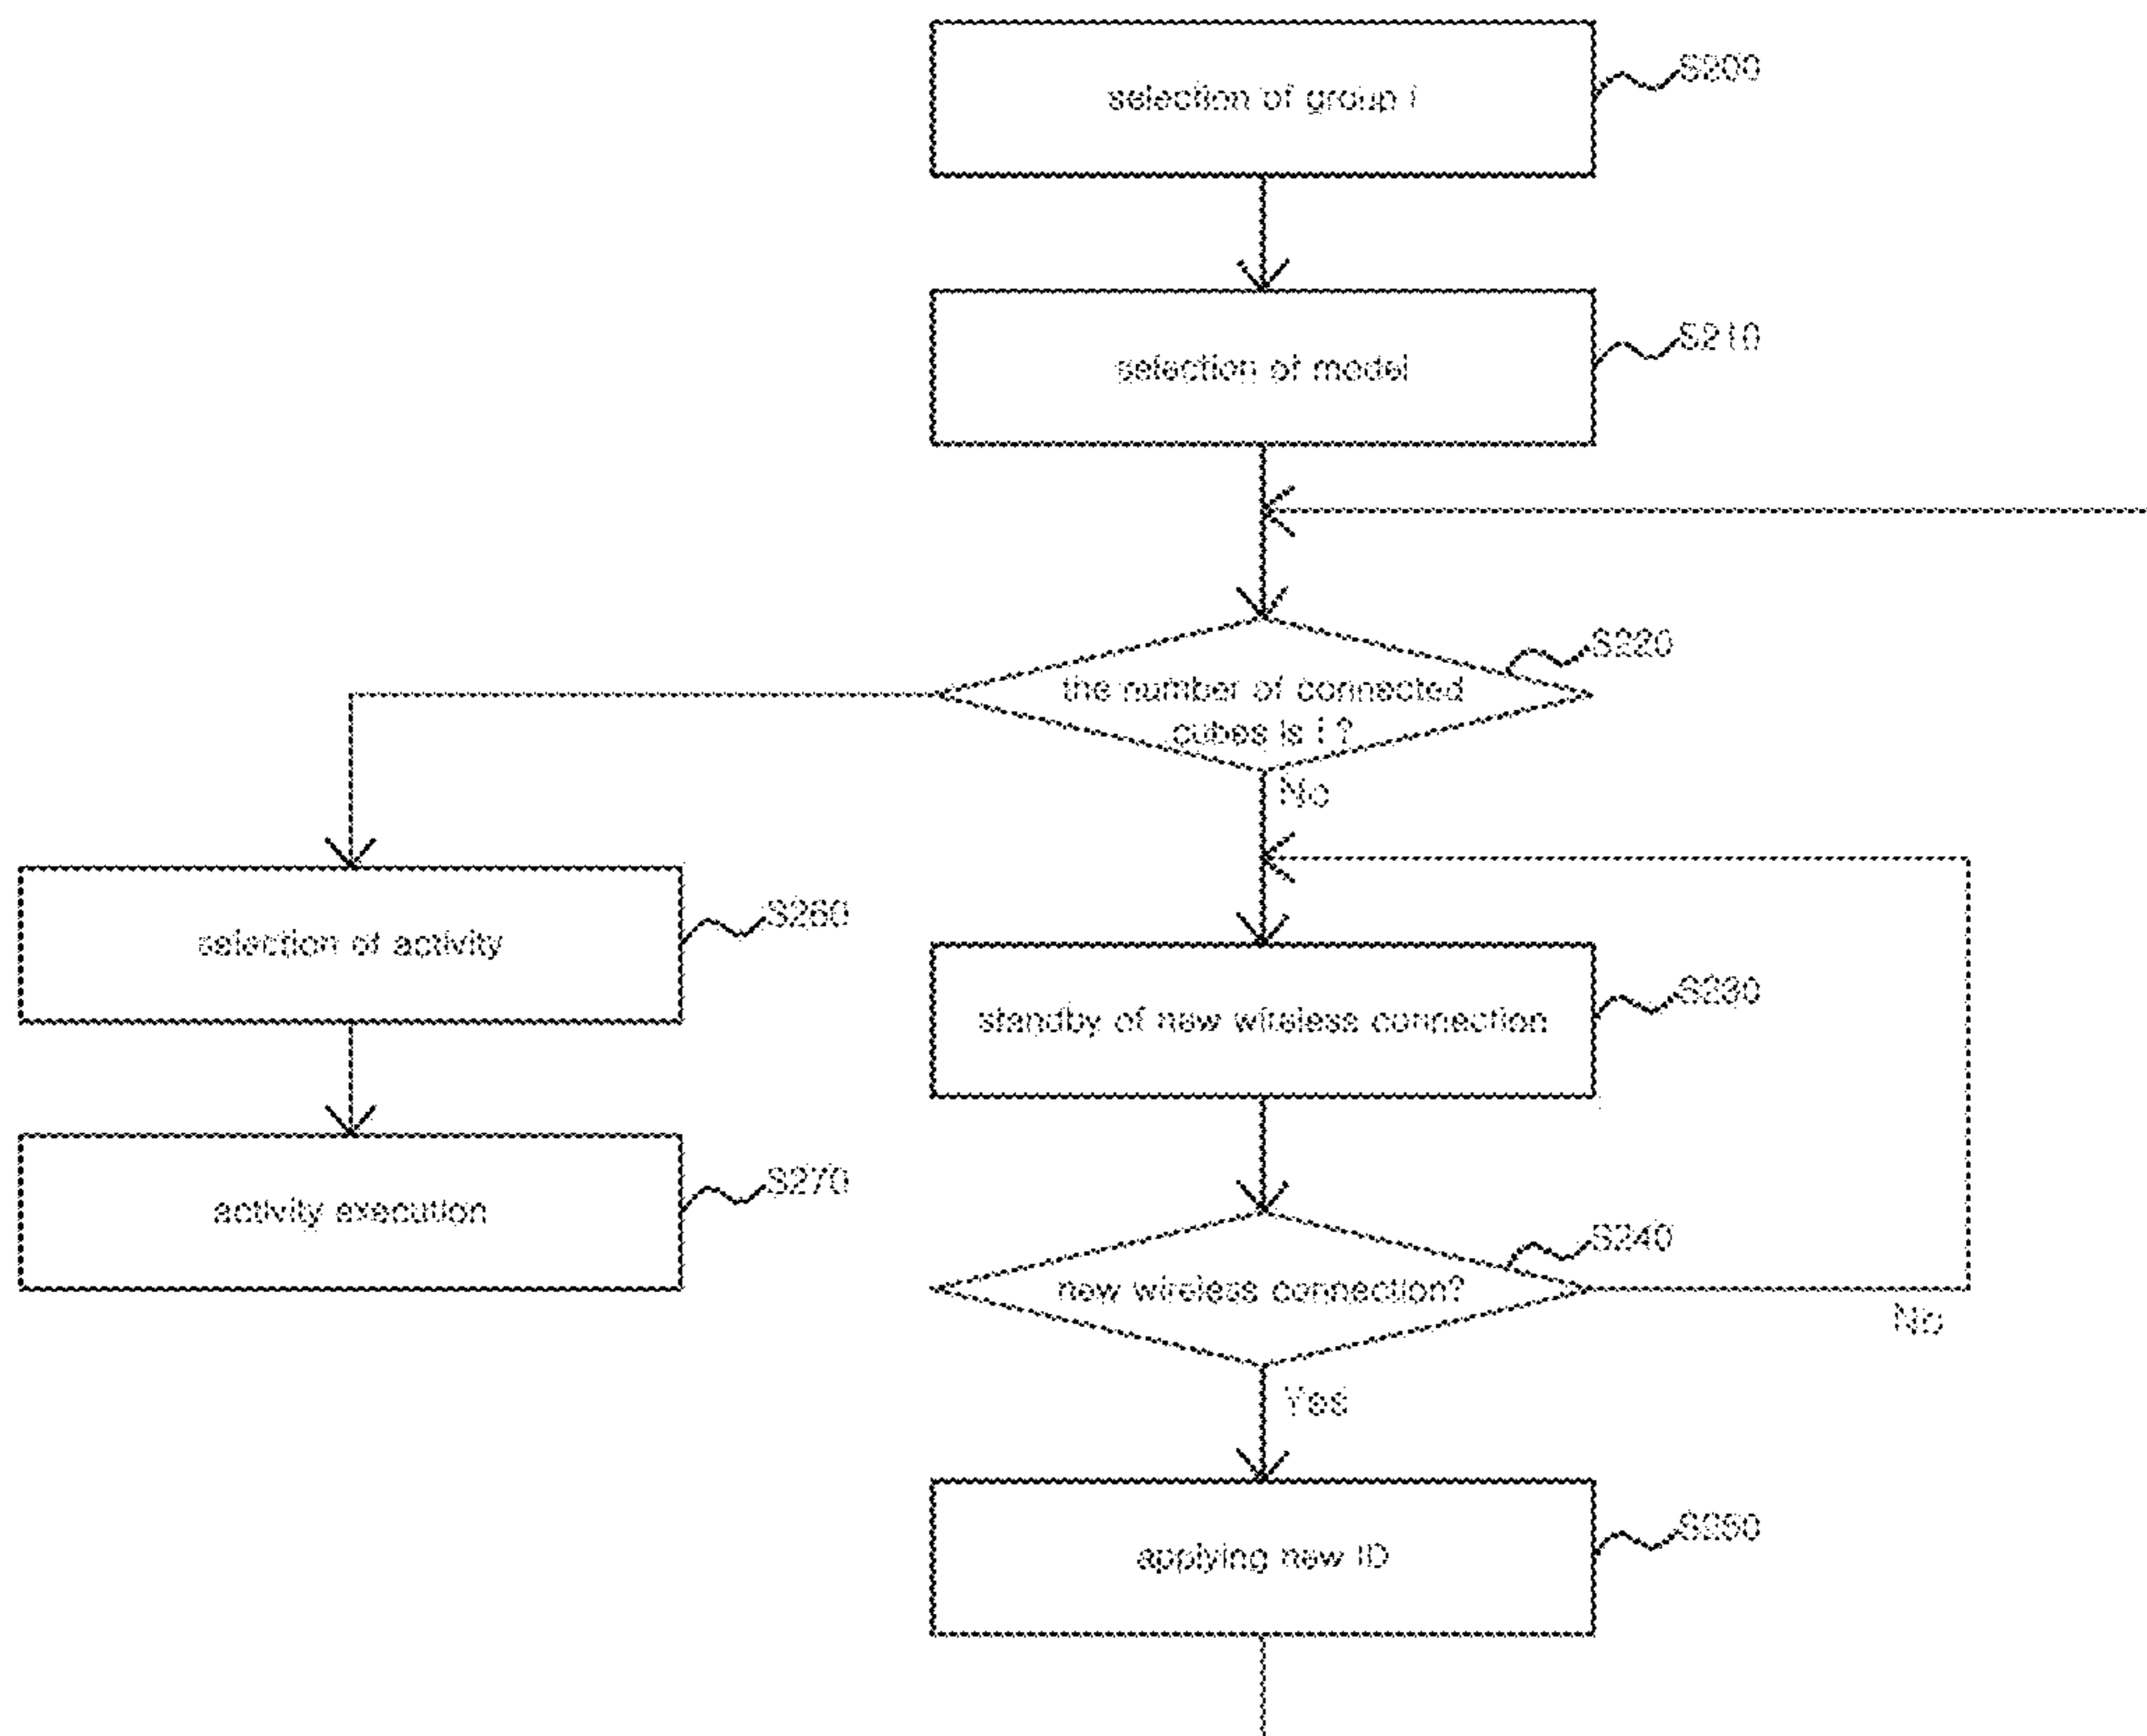 selection of group i
S200
selection of model
S210
S220
the number of connected
cubes is i ?
No
selection of activity
S260
standby of new wireless connection
S230
activity execution
S270
S240
new wireless connection?
No
Yes
applying new ID
S250